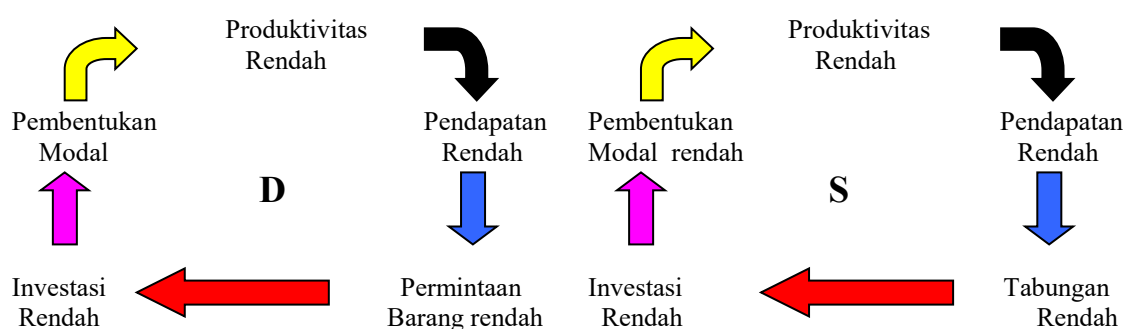 Produktivitas
Rendah
Pembentukan
Modal
Pendapatan
Rendah
D
Investasi
Rendah
Permintaan
Barang rendah
Produktivitas
Rendah
Pembentukan
Modal rendah
Pendapatan
Rendah
S
Investasi
Rendah
Tabungan
Rendah